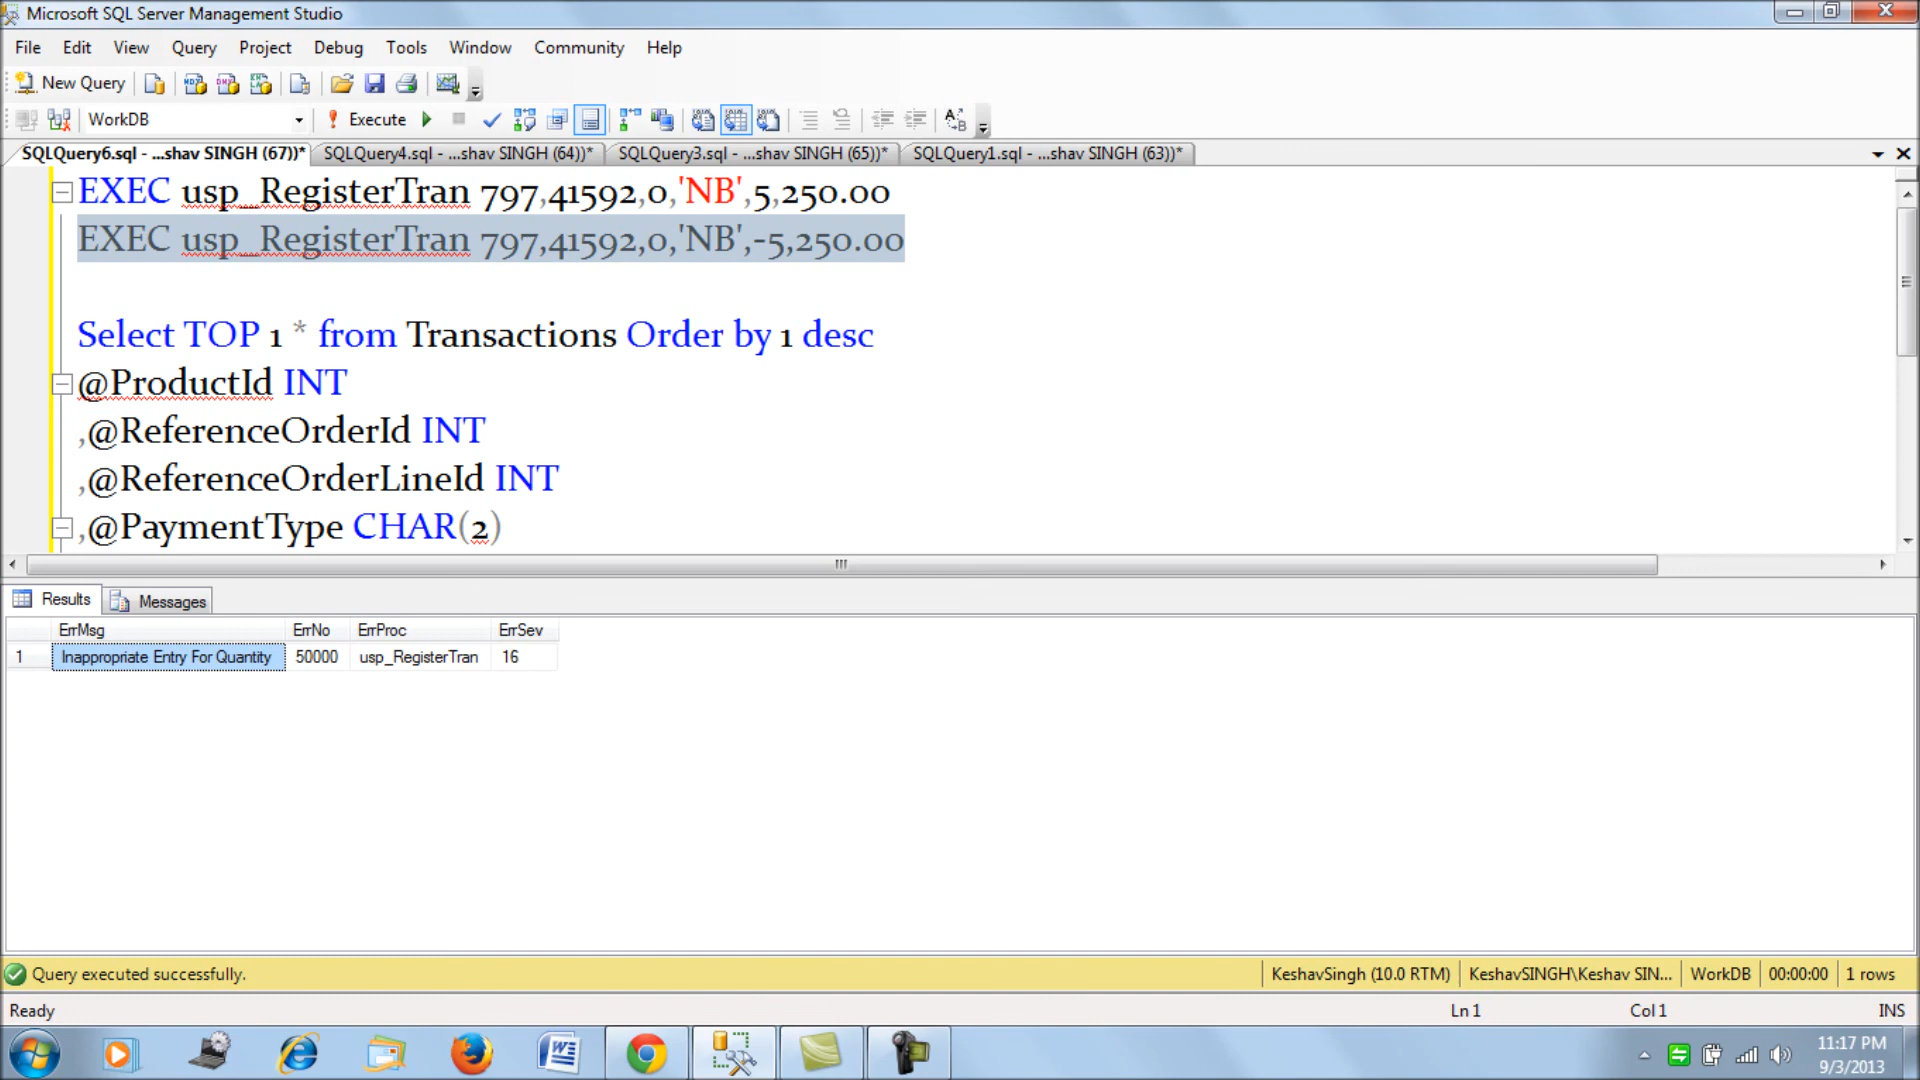 Microsoft SQL Server Management Studio
File Edit View Query Project Debug Tools Window Community Help
New Query
WorkDB Execute
SQLQuery6.sql - ...shav SINGH (67))* SQLQuery4.sql - ...shav SINGH (64))* SQLQuery3.sql - ...shav SINGH (65))* SQLQuery1.sql - ...shav SINGH (63))*
EXEC usp_RegisterTran 797,41592,0,'NB',5,250.00
EXEC usp_RegisterTran 797,41592,0,'NB',-5,250.00
Select TOP 1 * from Transactions Order by 1 desc
@ProductId INT
,@ReferenceOrderId INT
,@ReferenceOrderLineId INT
,@PaymentType CHAR(2)
Results Messages
ErrMsg ErrNo ErrProc ErrSev
1 Inappropriate Entry For Quantity 50000 usp_RegisterTran 16
Query executed successfully. KeshavSingh (10.0 RTM) KeshavSINGH\Keshav SIN... WorkDB 00:00:00 1 rows
Ready Ln 1 Col 1 INS
11:17 PM
9/3/2013